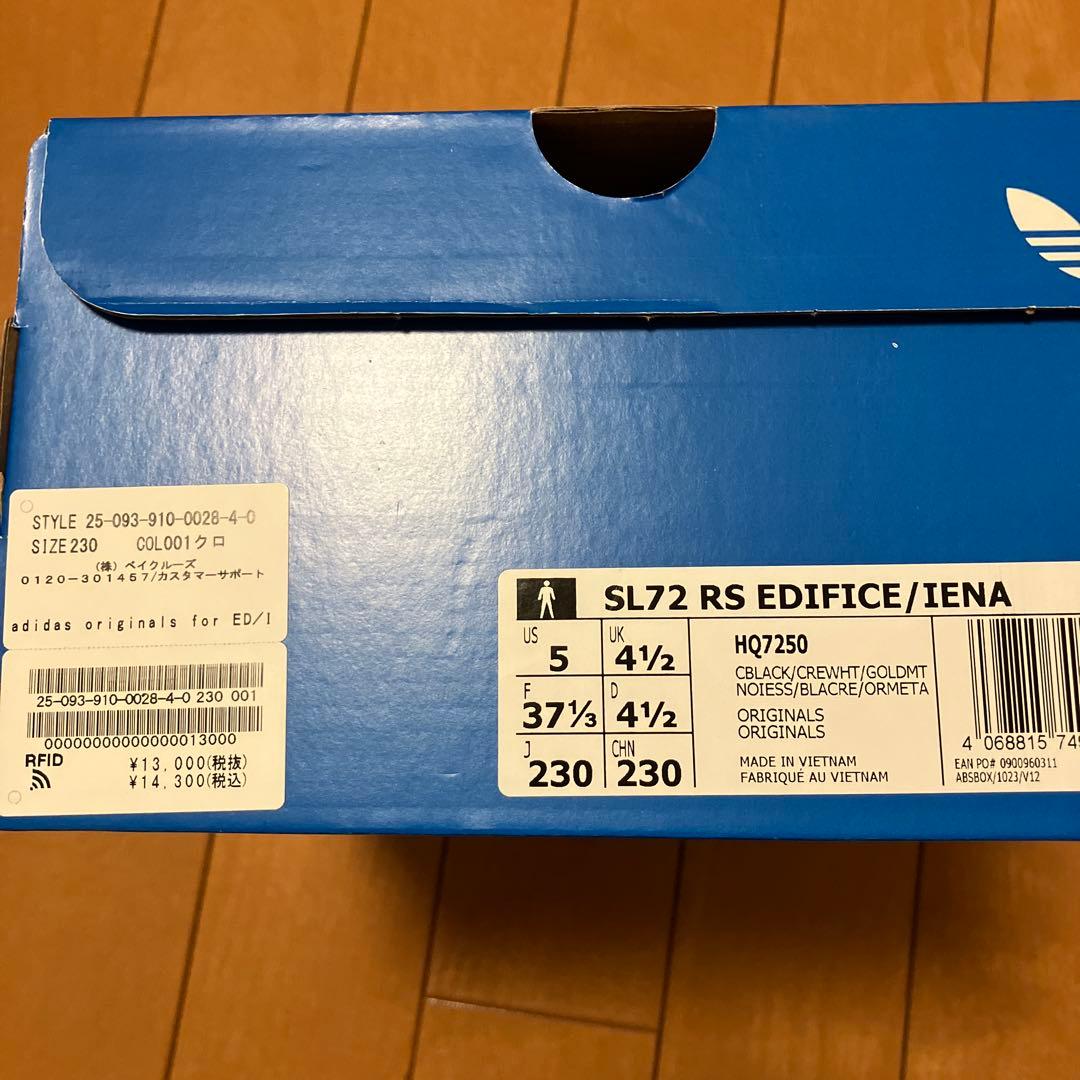 STYLE 25-093-910-0028-4-0
SIZE230 COL001クロ
(株) ベイクルーズ
0120-301457/カスタマーサポート
adidas originals for ED/I
25-093-910-0028-4-0 230 001
00000000000000013000
RFID
¥13,000(税抜)
¥14,300(税込)
SL72 RS EDIFICE/IENA
US 5 UK 4½
F 37⅓ D 4½
J 230 CHN 230
HQ7250
CBLACK/CREWHT/GOLDMT
NOIESS/BLACRE/ORMETA
ORIGINALS
ORIGINALS
MADE IN VIETNAM
FABRIQUÉ AU VIETNAM
4 068815
EAN PO# 0900960311
ABSBOX/1023/V12